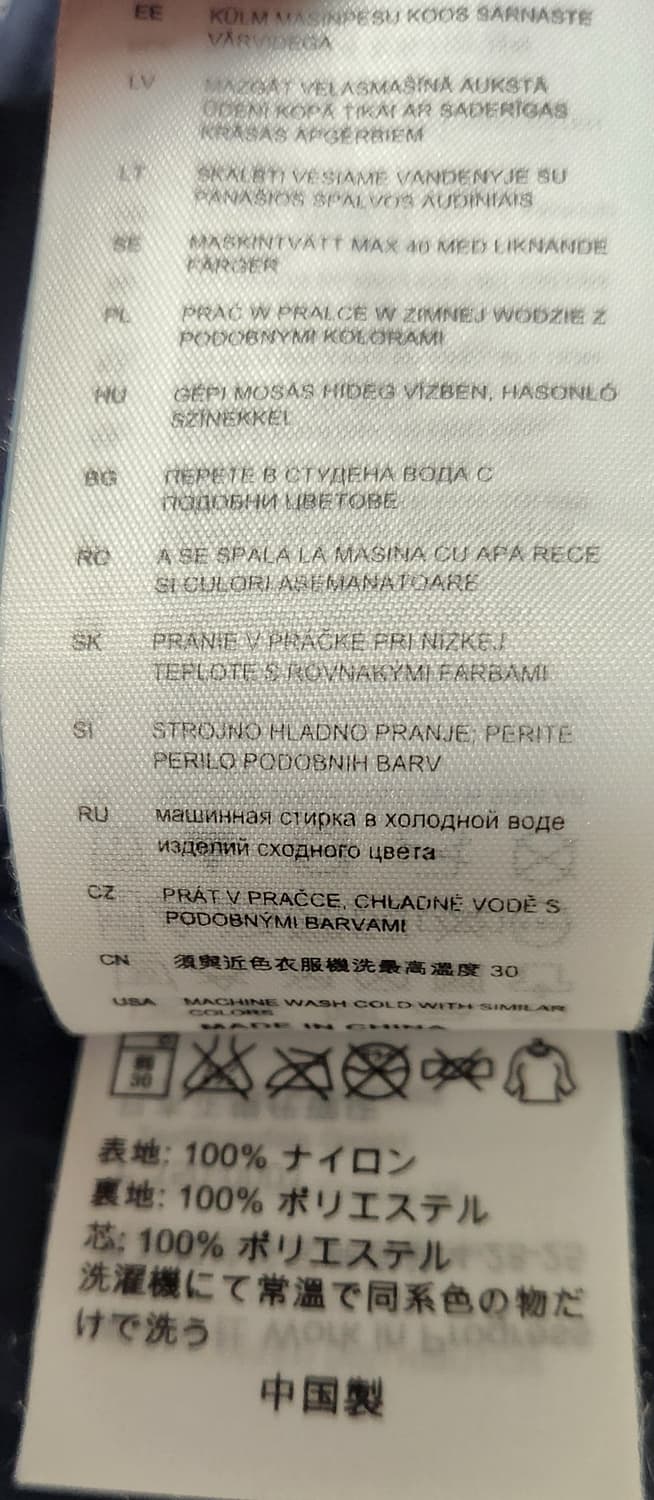 EE KÜLM MASINPESU KOOS SARNASTE
VÄRVIDEGA
LV MAZGĀT VEĻASMAŠĪNĀ AUKSTĀ
ŪDENĪ KOPĀ TIKAI AR SADERĪGAS
KRĀSAS APĢĒRBIEM
LT SKALBTI VĖSIAME VANDENYJE SU
PANAŠIOS SPALVOS AUDINIAIS
SE MASKINTVÄTT MAX 40 MED LIKNANDE
FÄRGER
PL PRAĆ W PRALCE W ZIMNEJ WODZIE Z
PODOBNYMI KOLORAMI
HU GÉPI MOSÁS HIDEG VÍZBEN, HASONLÓ
SZÍNEKKEL
BG ПЕРЕТЕ В СТУДЕНА ВОДА С
ПОДОБНИ ЦВЕТОВЕ
RO A SE SPALA LA MASINA CU APA RECE
SI CULORI ASEMANATOARE
SK PRANIE V PRÁČKE PRI NÍZKEJ
TEPLOTE S ROVNAKÝMI FARBAMI
SI STROJNO HLADNO PRANJE; PERITE
PERILO PODOBNIH BARV
RU машинная стирка в холодной воде
изделий сходного цвета
CZ PRÁT V PRAČCE, CHLADNÉ VODĚ S
PODOBNÝMI BARVAMI
CN 須與近色衣服機洗最高溫度 30
USA MACHINE WASH COLD WITH SIMILAR
COLORS
MADE IN CHINA
弱
30
表地: 100% ナイロン
裏地: 100% ポリエステル
芯: 100% ポリエステル
洗濯機にて常温で同系色の物だ
けで洗う
中国製